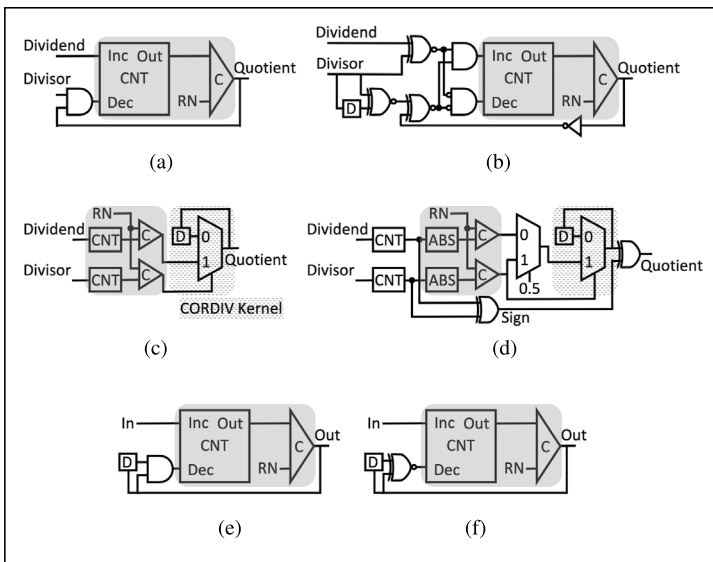 Dividend
Inc Out
Divisor
CNT
C
Quotient
Dec
RN
(a)
Dividend
Divisor
Inc Out
CNT
C
Quotient
D
Dec
RN
(b)
RN
Dividend
CNT
C
D
0
1
Quotient
Divisor
CNT
C
CORDIV Kernel
(c)
RN
Dividend
CNT
ABS
C
0
D
0
Divisor
CNT
ABS
C
1
1
Quotient
0.5
Sign
(d)
In
Inc Out
Out
CNT
C
D
Dec
RN
(e)
In
Inc Out
Out
CNT
C
D
Dec
RN
(f)